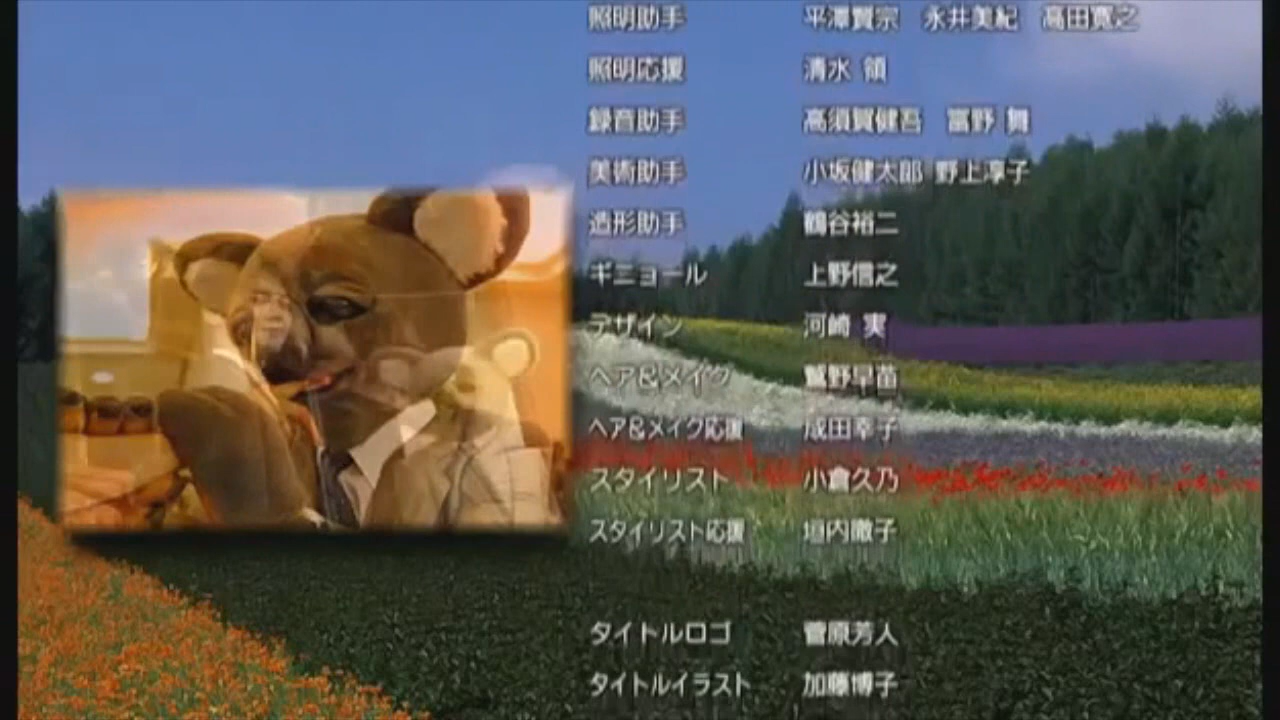 照明助手 平澤賢宗 永井美紀 高田寛之
照明応援 清水 領
録音助手 高須賀健吾 冨野 舞
美術助手 小坂健太郎 野上淳子
造形助手 鶴谷裕二
ギニョール 上野信之
デザイン 河崎 実
ヘア&メイク 鷲野早苗
ヘア&メイク応援 成田幸子
スタイリスト 小倉久乃
スタイリスト応援 垣内徹子
タイトルロゴ 菅原芳人
タイトルイラスト 加藤博子